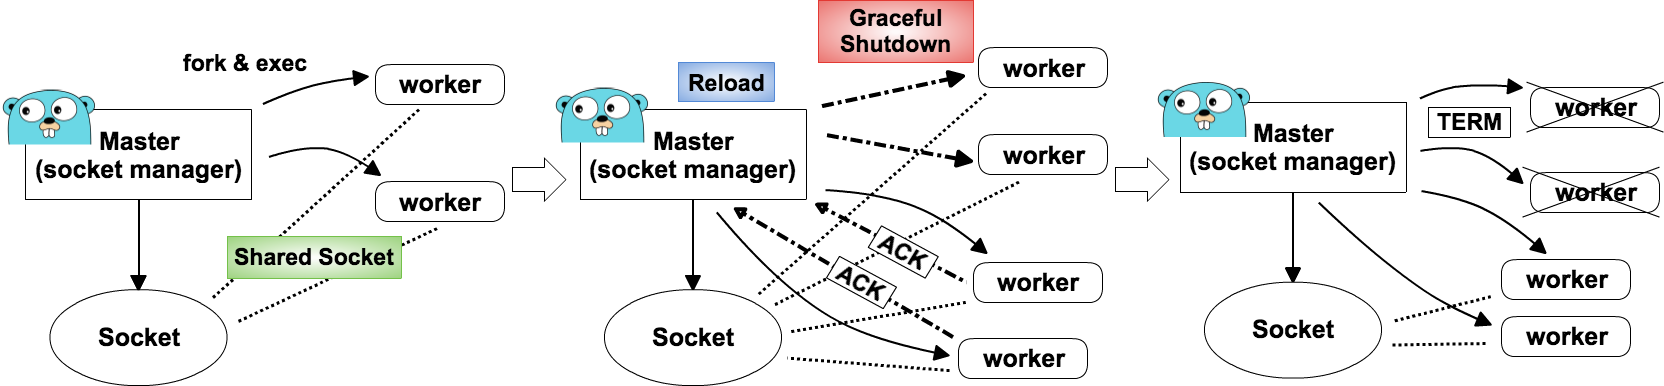 fork & exec
worker
Master
(socket manager)
worker
Shared Socket
Socket
Graceful
Shutdown
Reload
worker
Master
(socket manager)
worker
ACK
ACK
worker
Socket
worker
worker
TERM
Master
(socket manager)
worker
worker
Socket
worker